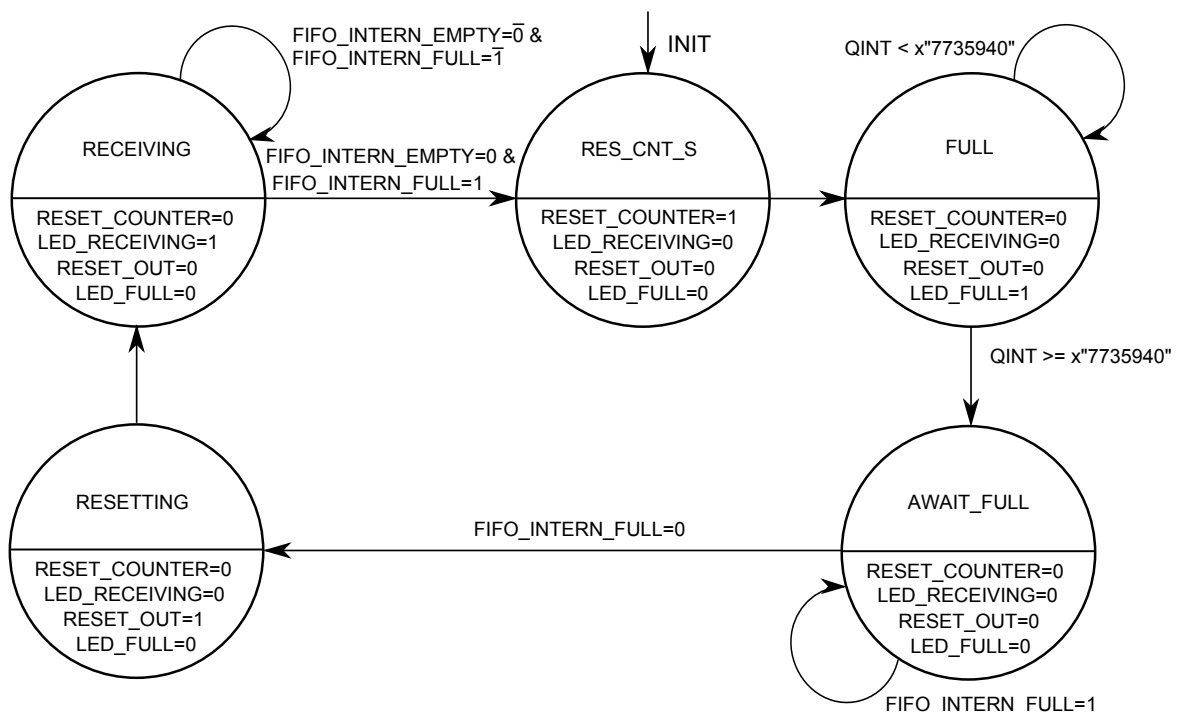 FIFO_INTERN_EMPTY=0̅ &
FIFO_INTERN_FULL=1̅
RECEIVING
FIFO_INTERN_EMPTY=0 &
FIFO_INTERN_FULL=1
RESET_COUNTER=0
LED_RECEIVING=1
RESET_OUT=0
LED_FULL=0
INIT
RES_CNT_S
RESET_COUNTER=1
LED_RECEIVING=0
RESET_OUT=0
LED_FULL=0
QINT < x"7735940"
FULL
RESET_COUNTER=0
LED_RECEIVING=0
RESET_OUT=0
LED_FULL=1
QINT >= x"7735940"
RESETTING
RESET_COUNTER=0
LED_RECEIVING=0
RESET_OUT=1
LED_FULL=0
FIFO_INTERN_FULL=0
AWAIT_FULL
RESET_COUNTER=0
LED_RECEIVING=0
RESET_OUT=0
LED_FULL=0
FIFO_INTERN_FULL=1